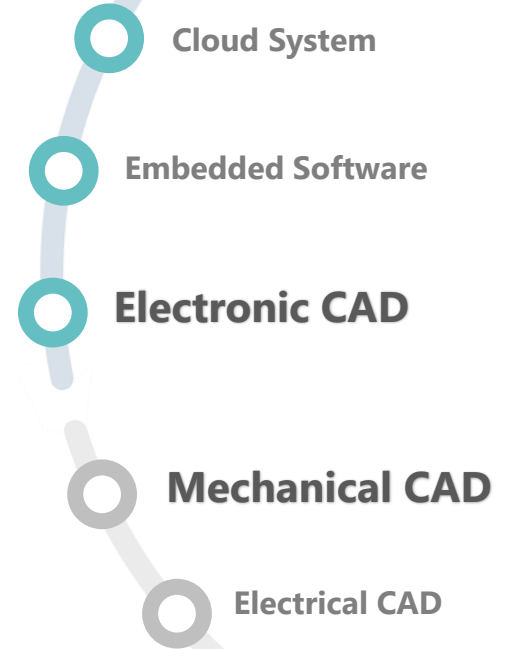 Cloud System
Embedded Software
Electronic CAD
Mechanical CAD
Electrical CAD